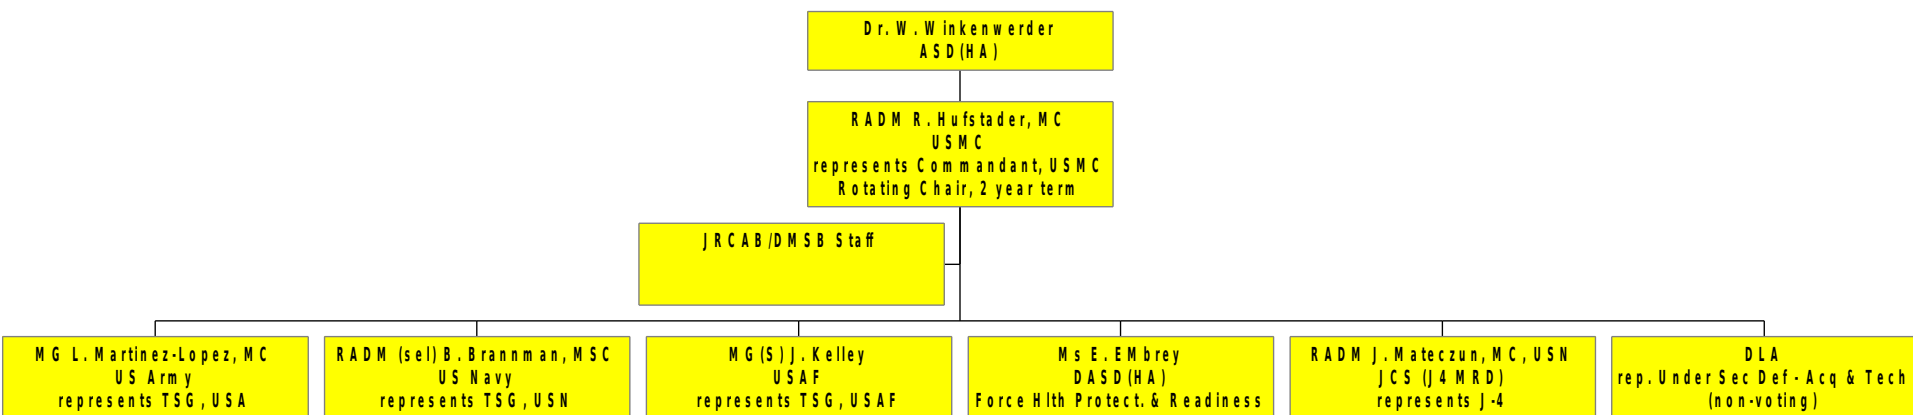 Dr. W. Winkenwerder
ASD(HA)
RADM R. Hufstader, MC
USMC
represents Commandant, USMC
Rotating Chair, 2 year term
JRCAB/DMSB Staff
MG L. Martinez-Lopez, MC
US Army
represents TSG, USA
RADM (sel) B. Brannman, MSC
US Navy
represents TSG, USN
MG(S) J. Kelley
USAF
represents TSG, USAF
Ms E. EMbrey
DASD(HA)
Force Hlth Protect. & Readiness
RADM J. Mateczun, MC, USN
JCS (J4 MRD)
represents J-4
DLA
rep. Under Sec Def - Acq & Tech
(non-voting)